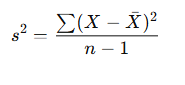 s² = ∑(X − X̄)² / n − 1